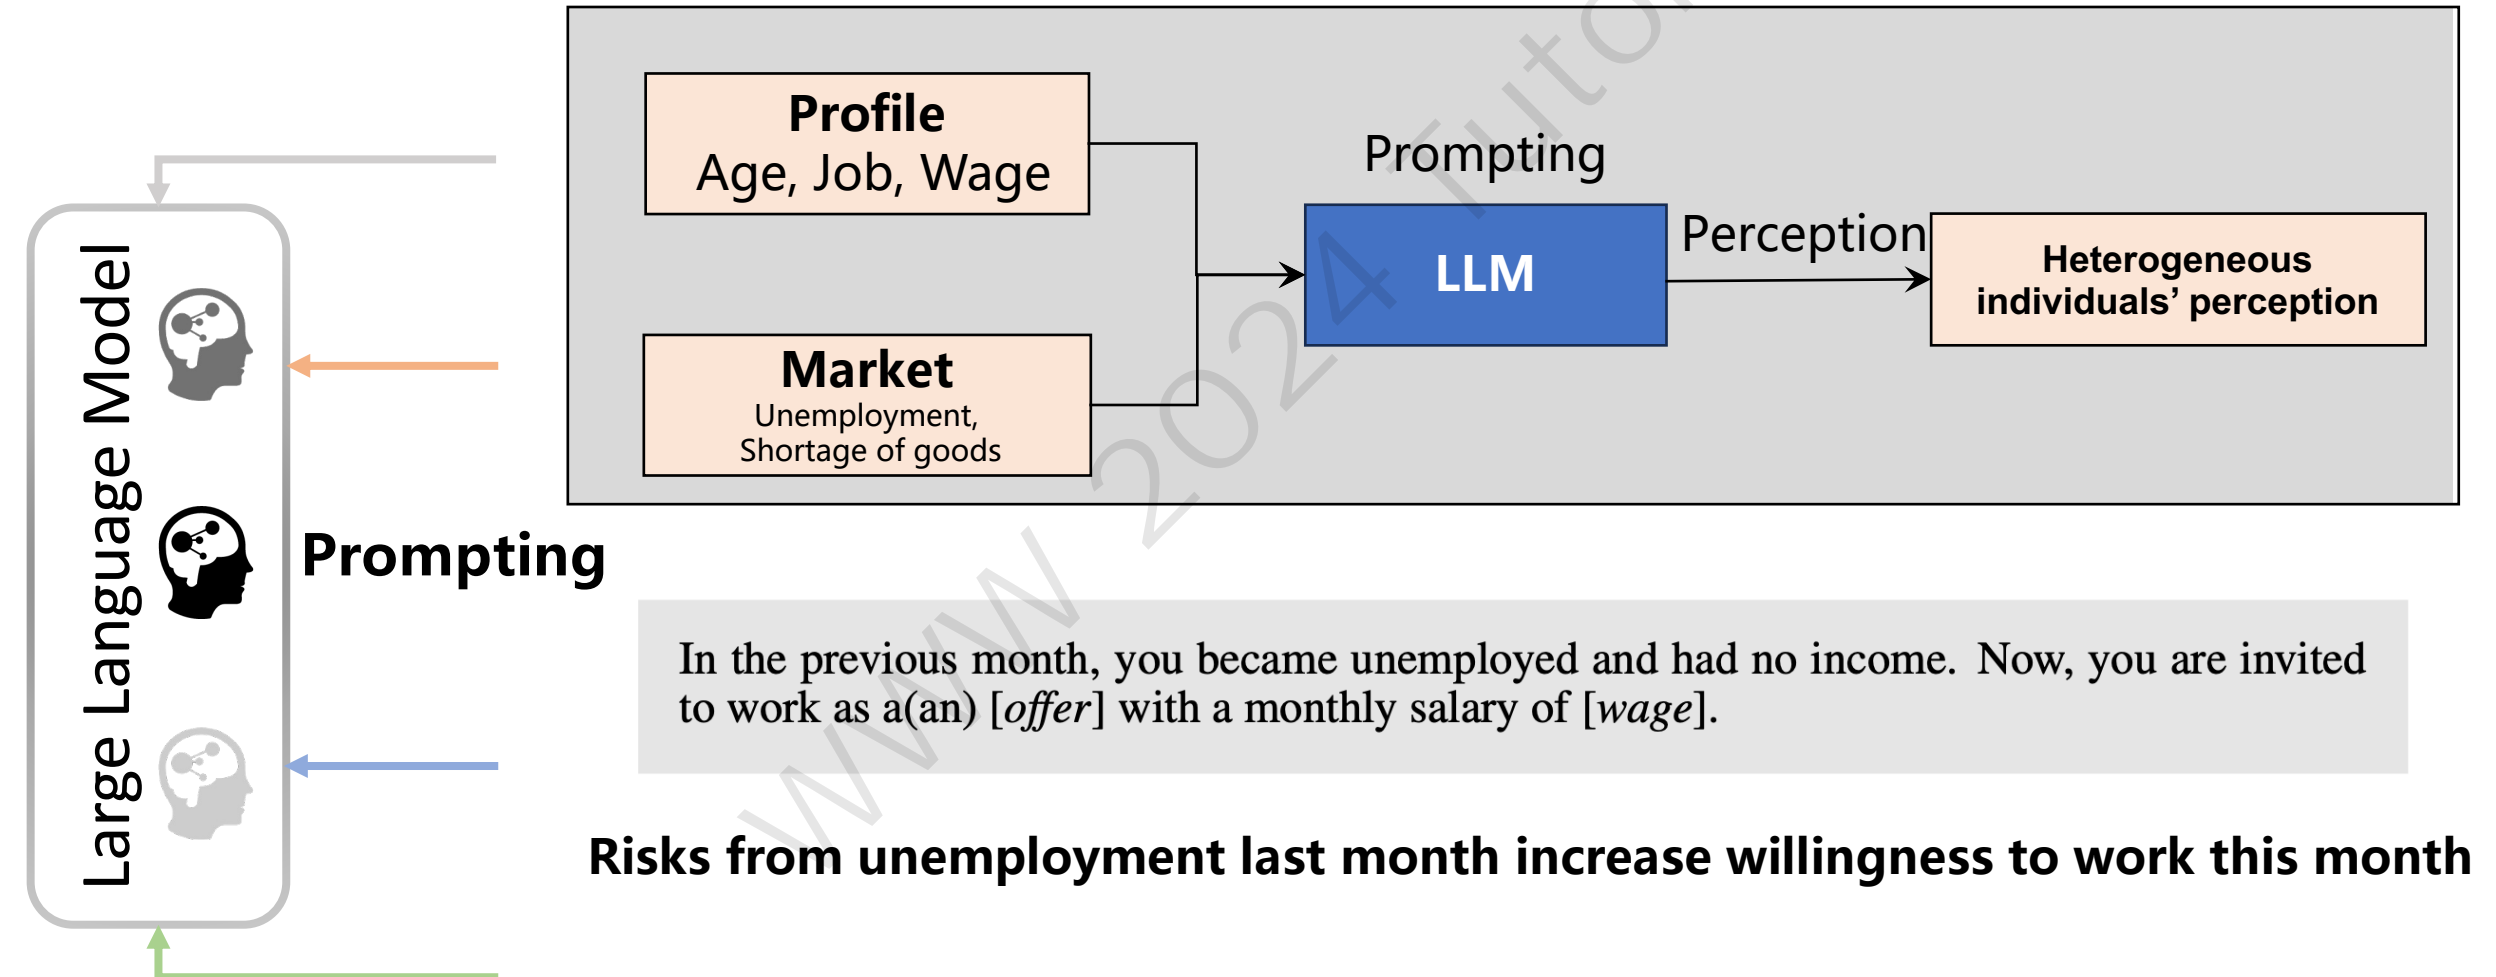 Profile
Age, Job, Wage
Market
Unemployment,
Shortage of goods
Prompting
LLM
Perception
Heterogeneous
individuals’ perception
Large Language Model
Prompting
In the previous month, you became unemployed and had no income. Now, you are invited
to work as a(an) [offer] with a monthly salary of [wage].
Risks from unemployment last month increase willingness to work this month
WWW 2024 Tuto